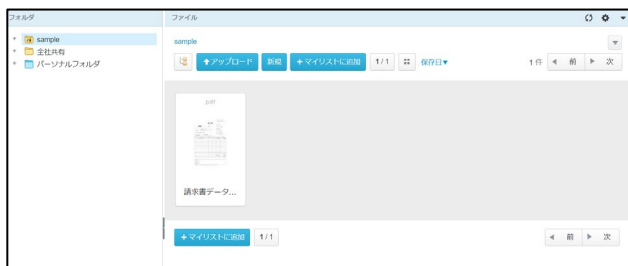 フォルダ
ファイル
sample
全社共有
パーソナルフォルダ
sample
アップロード 新規 +マイリストに追加 1/1 保存日▼
1件 前 次
請求書データ...
+マイリストに追加 1/1
前 次